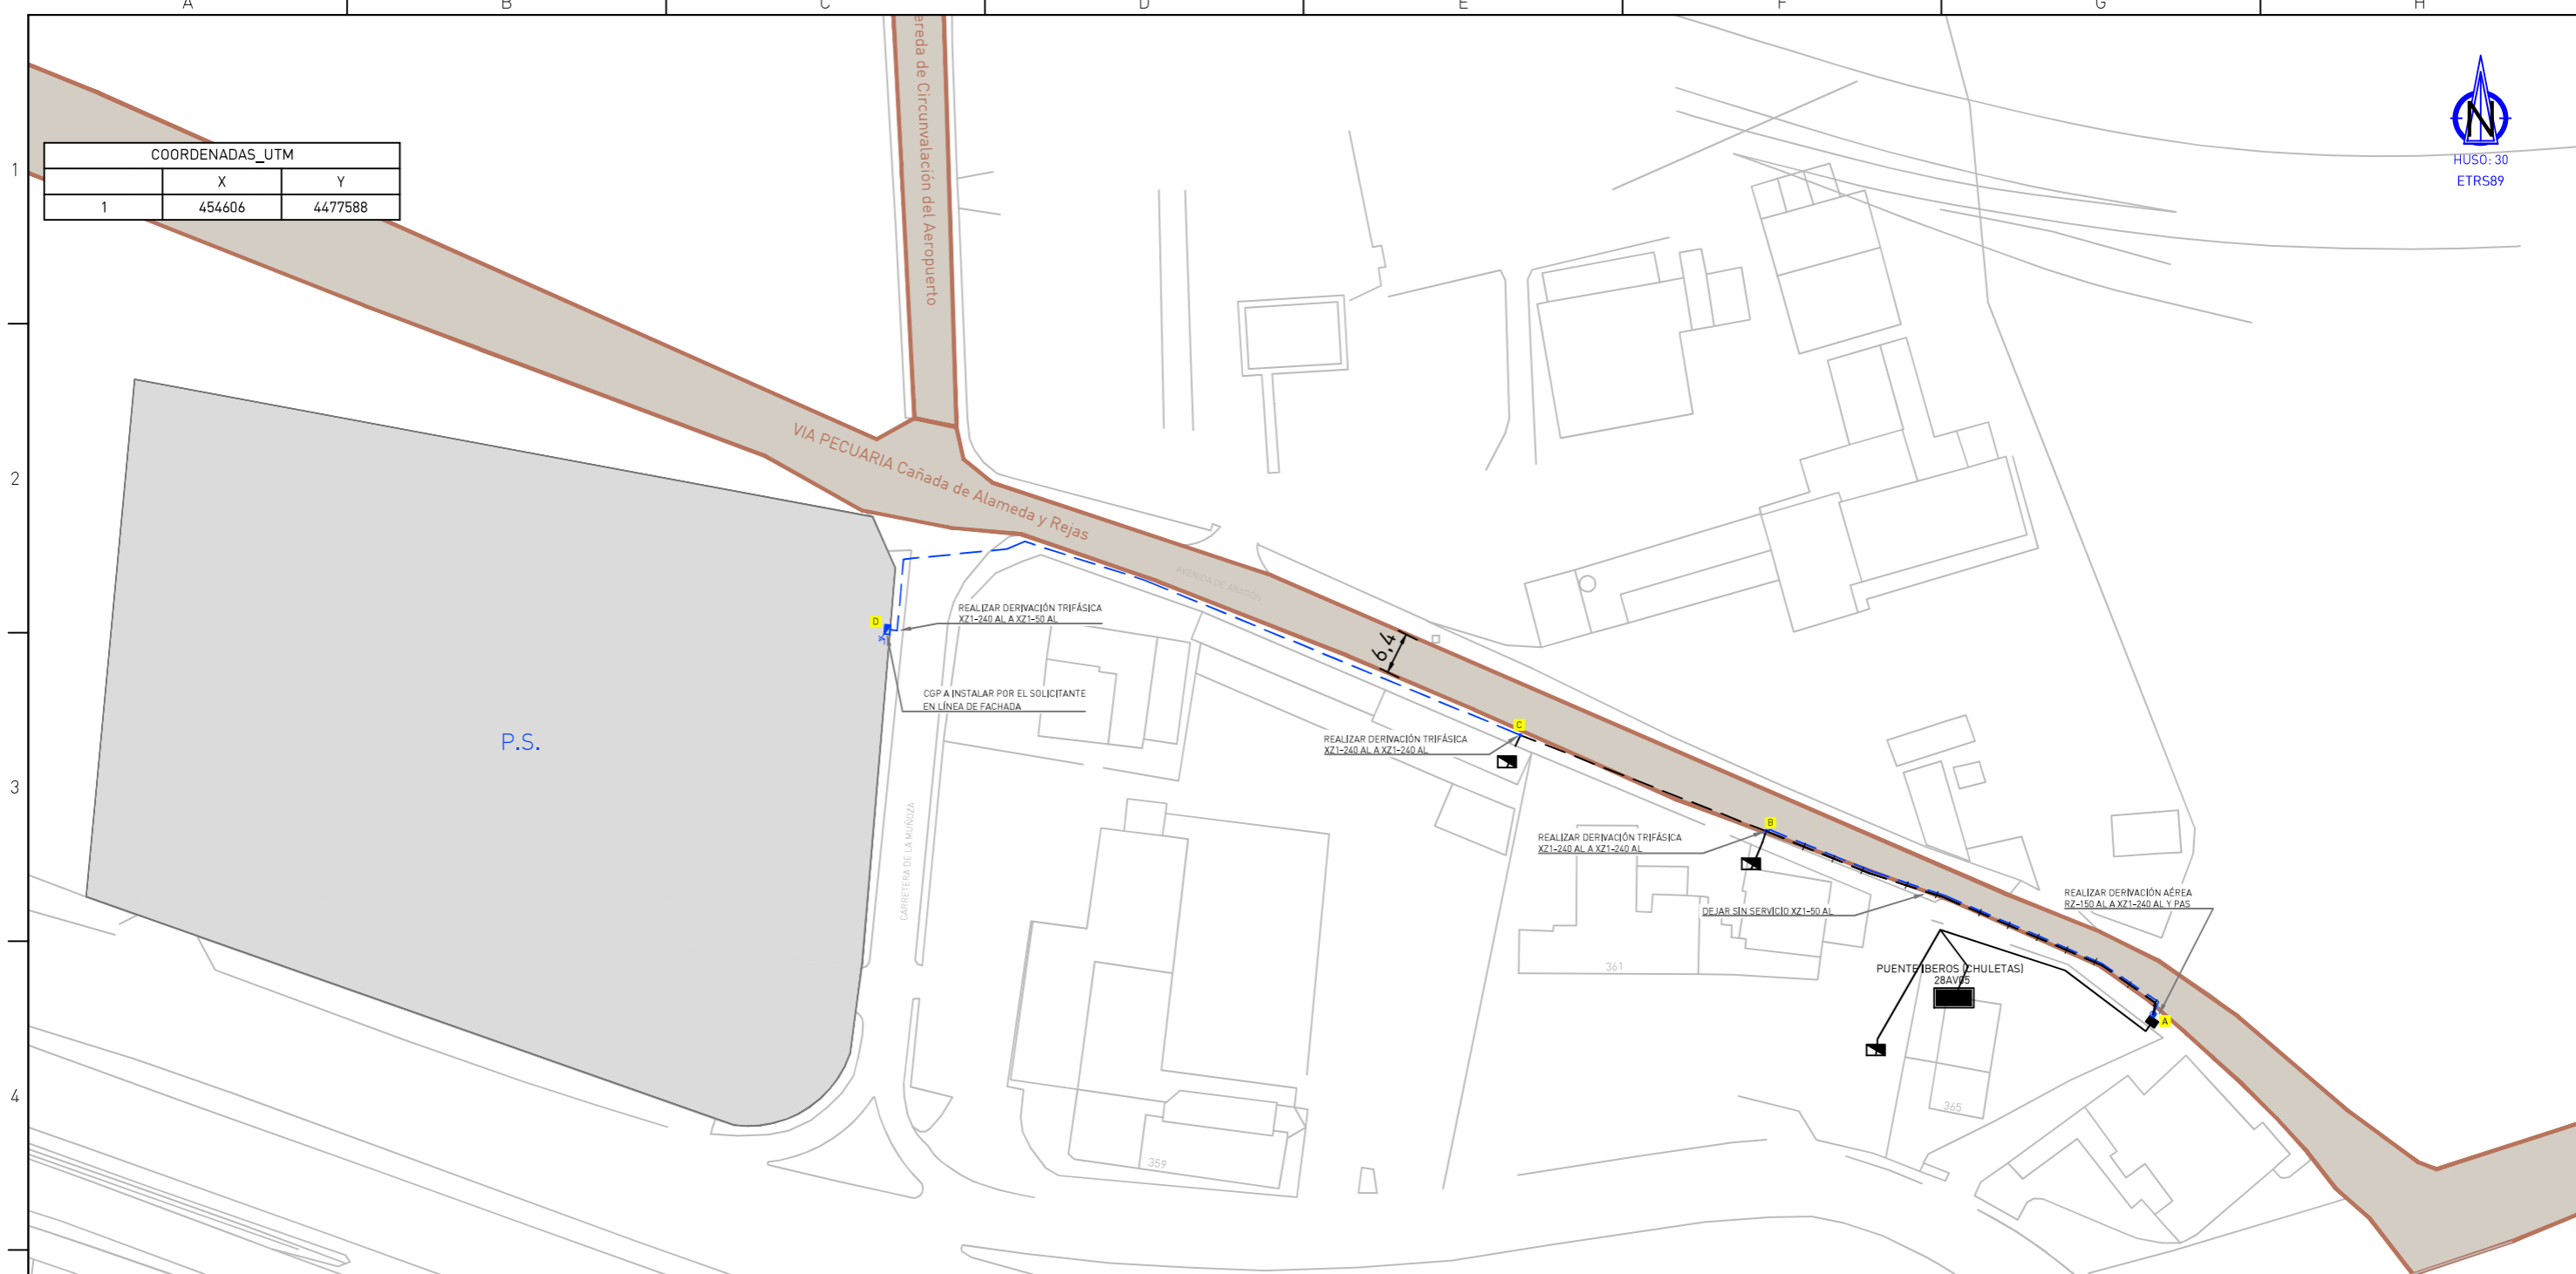 A B C D E F G H
1
2
3
4
COORDENADAS_UTM
X Y
1 454606 4477588
ereda de Circunvalación del Aeropuerto
N
HUSO: 30
ETRS89
VIA PECUARIA Cañada de Alameda y Rejas
AVENIDA DE ARAGÓN
6,4
D
REALIZAR DERIVACIÓN TRIFÁSICA
XZ1-240 AL A XZ1-50 AL
1
CGP A INSTALAR POR EL SOLICITANTE
EN LÍNEA DE FACHADA
P.S.
CARRETERA DE LA MUÑOZA
C
REALIZAR DERIVACIÓN TRIFÁSICA
XZ1-240 AL A XZ1-240 AL
B
REALIZAR DERIVACIÓN TRIFÁSICA
XZ1-240 AL A XZ1-240 AL
DEJAR SIN SERVICIO XZ1-50 AL
REALIZAR DERIVACIÓN AÉREA
RZ-150 AL A XZ1-240 AL Y PAS
A
PUENTE IBEROS (CHULETAS)
28AV05
361
365
359